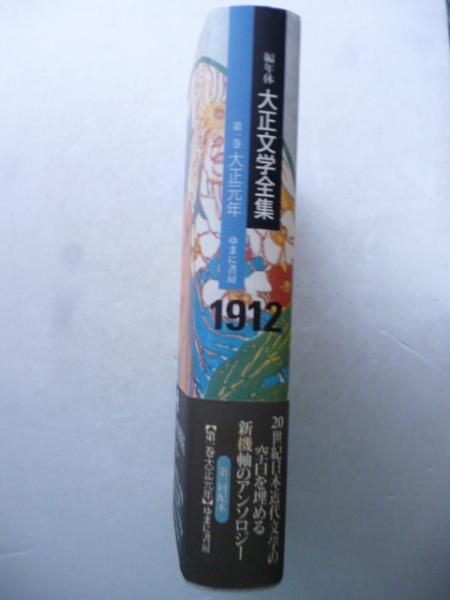 編年体 大正文学全集
第一巻 大正元年 ゆまに書房
1912
20世紀日本近代文学の
空白を埋める
新機軸のアンソロジー
第一回配本
【第一巻大正元年】ゆまに書房